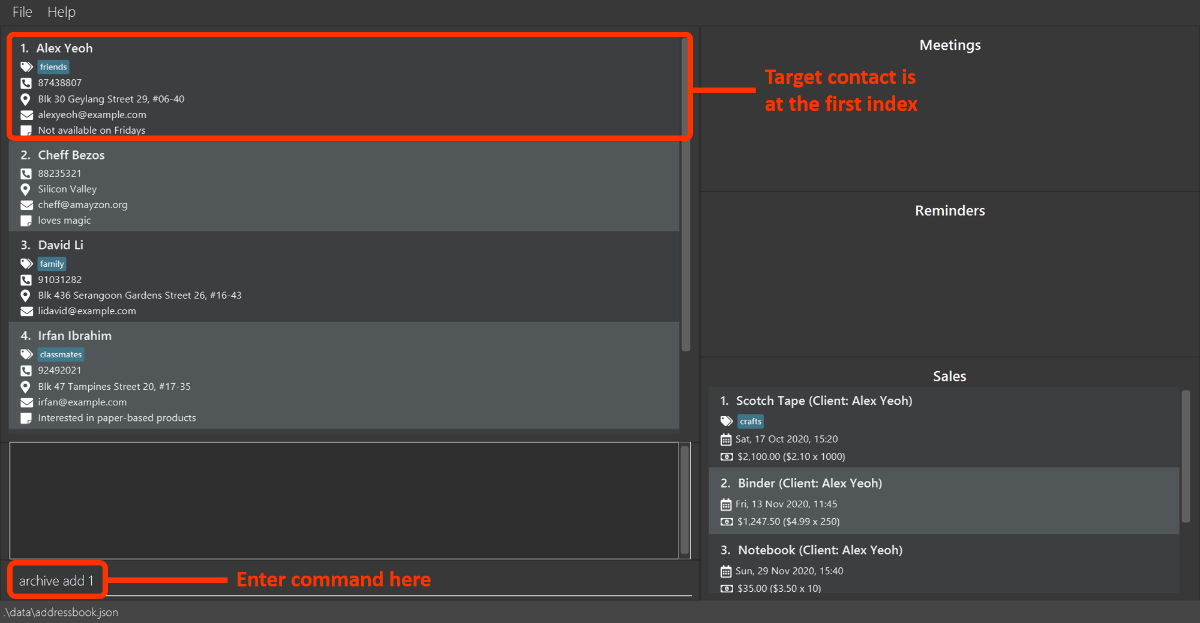 File Help
1. Alex Yeoh
friends
87438807
Blk 30 Geylang Street 29, #06-40
alexyeoh@example.com
Not available on Fridays
2. Cheff Bezos
88235321
Silicon Valley
cheff@amayzon.org
loves magic
3. David Li
family
91031282
Blk 436 Serangoon Gardens Street 26, #16-43
lidavid@example.com
4. Irfan Ibrahim
classmates
92492021
Blk 47 Tampines Street 20, #17-35
irfan@example.com
Interested in paper-based products
archive add 1
Enter command here
Meetings
Target contact is
at the first index
Reminders
Sales
1. Scotch Tape (Client: Alex Yeoh)
crafts
Sat, 17 Oct 2020, 15:20
$2,100.00 ($2.10 x 1000)
2. Binder (Client: Alex Yeoh)
Fri, 13 Nov 2020, 11:45
$1,247.50 ($4.99 x 250)
3. Notebook (Client: Alex Yeoh)
Sun, 29 Nov 2020, 15:40
$35.00 ($3.50 x 10)
.\data\addressbook.json